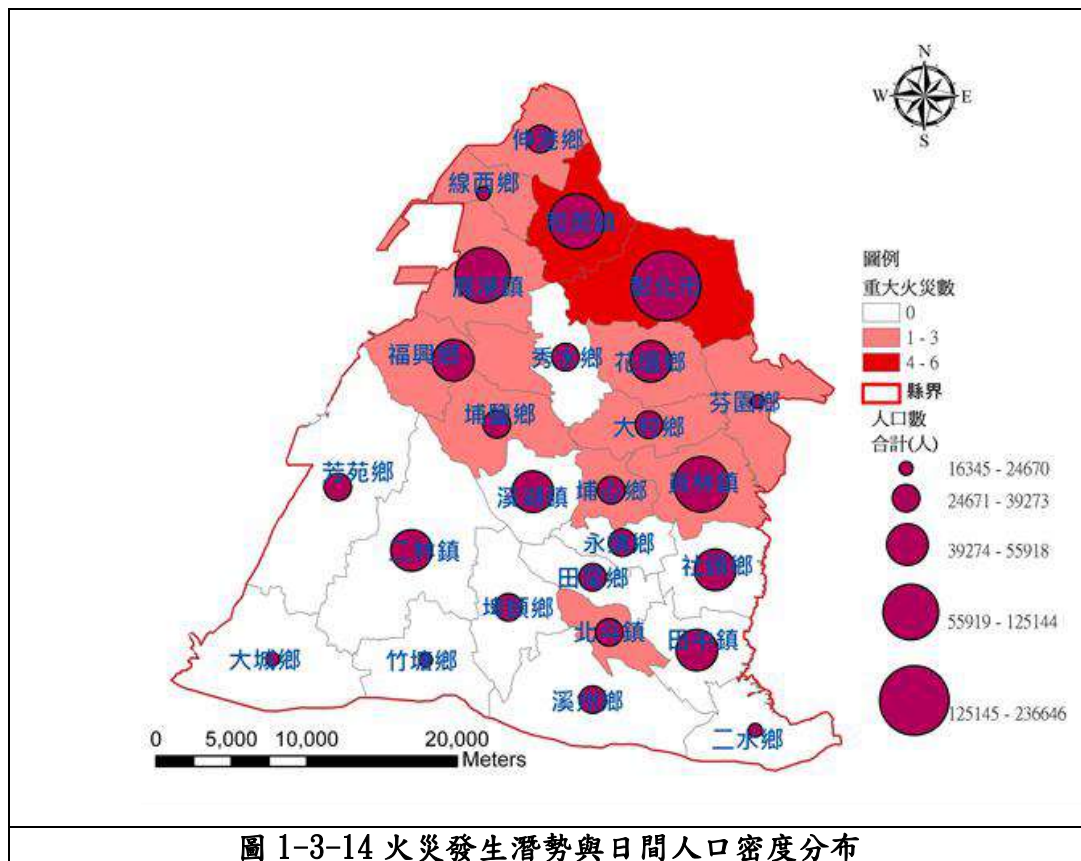 N
W E
S
伸港鄉
線西鄉
和美鎮
鹿港鎮
彰化市
福興鄉
秀水鄉
花壇鄉
芬園鄉
埔鹽鄉
大村鄉
芳苑鄉
溪湖鎮
埔心鄉
員林鎮
二林鎮
永靖鄉
田尾鄉
社頭鄉
埤頭鄉
北斗鎮
田中鎮
大城鄉
竹塘鄉
溪州鄉
二水鄉
圖例
重大火災數
0
1 - 3
4 - 6
縣界
人口數
合計(人)
16345 - 24670
24671 - 39273
39274 - 55918
55919 - 125144
125145 - 236646
0 5,000 10,000 20,000
Meters
圖 1-3-14 火災發生潛勢與日間人口密度分布